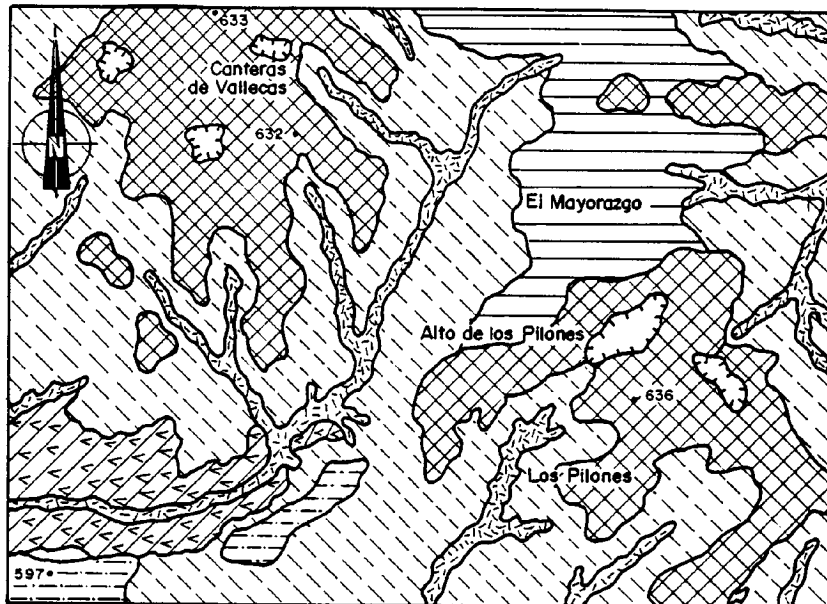 633
Canteras
de Vallecas
632
N
El Mayorazgo
Alto de los Pilones
636
Los Pilones
597